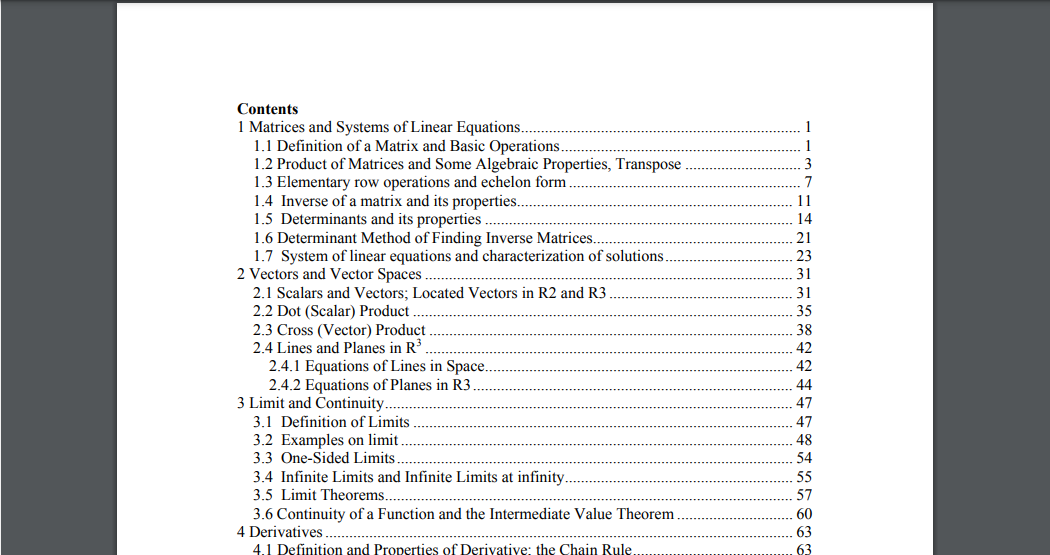 Contents
1 Matrices and Systems of Linear Equations.......... 1
1.1 Definition of a Matrix and Basic Operations.......... 1
1.2 Product of Matrices and Some Algebraic Properties, Transpose .......... 3
1.3 Elementary row operations and echelon form .......... 7
1.4 Inverse of a matrix and its properties.......... 11
1.5 Determinants and its properties .......... 14
1.6 Determinant Method of Finding Inverse Matrices.......... 21
1.7 System of linear equations and characterization of solutions.......... 23
2 Vectors and Vector Spaces .......... 31
2.1 Scalars and Vectors; Located Vectors in R2 and R3 .......... 31
2.2 Dot (Scalar) Product .......... 35
2.3 Cross (Vector) Product .......... 38
2.4 Lines and Planes in R³ .......... 42
2.4.1 Equations of Lines in Space.......... 42
2.4.2 Equations of Planes in R3 .......... 44
3 Limit and Continuity.......... 47
3.1 Definition of Limits .......... 47
3.2 Examples on limit .......... 48
3.3 One-Sided Limits .......... 54
3.4 Infinite Limits and Infinite Limits at infinity.......... 55
3.5 Limit Theorems.......... 57
3.6 Continuity of a Function and the Intermediate Value Theorem .......... 60
4 Derivatives .......... 63
4.1 Definition and Properties of Derivative; the Chain Rule.......... 63